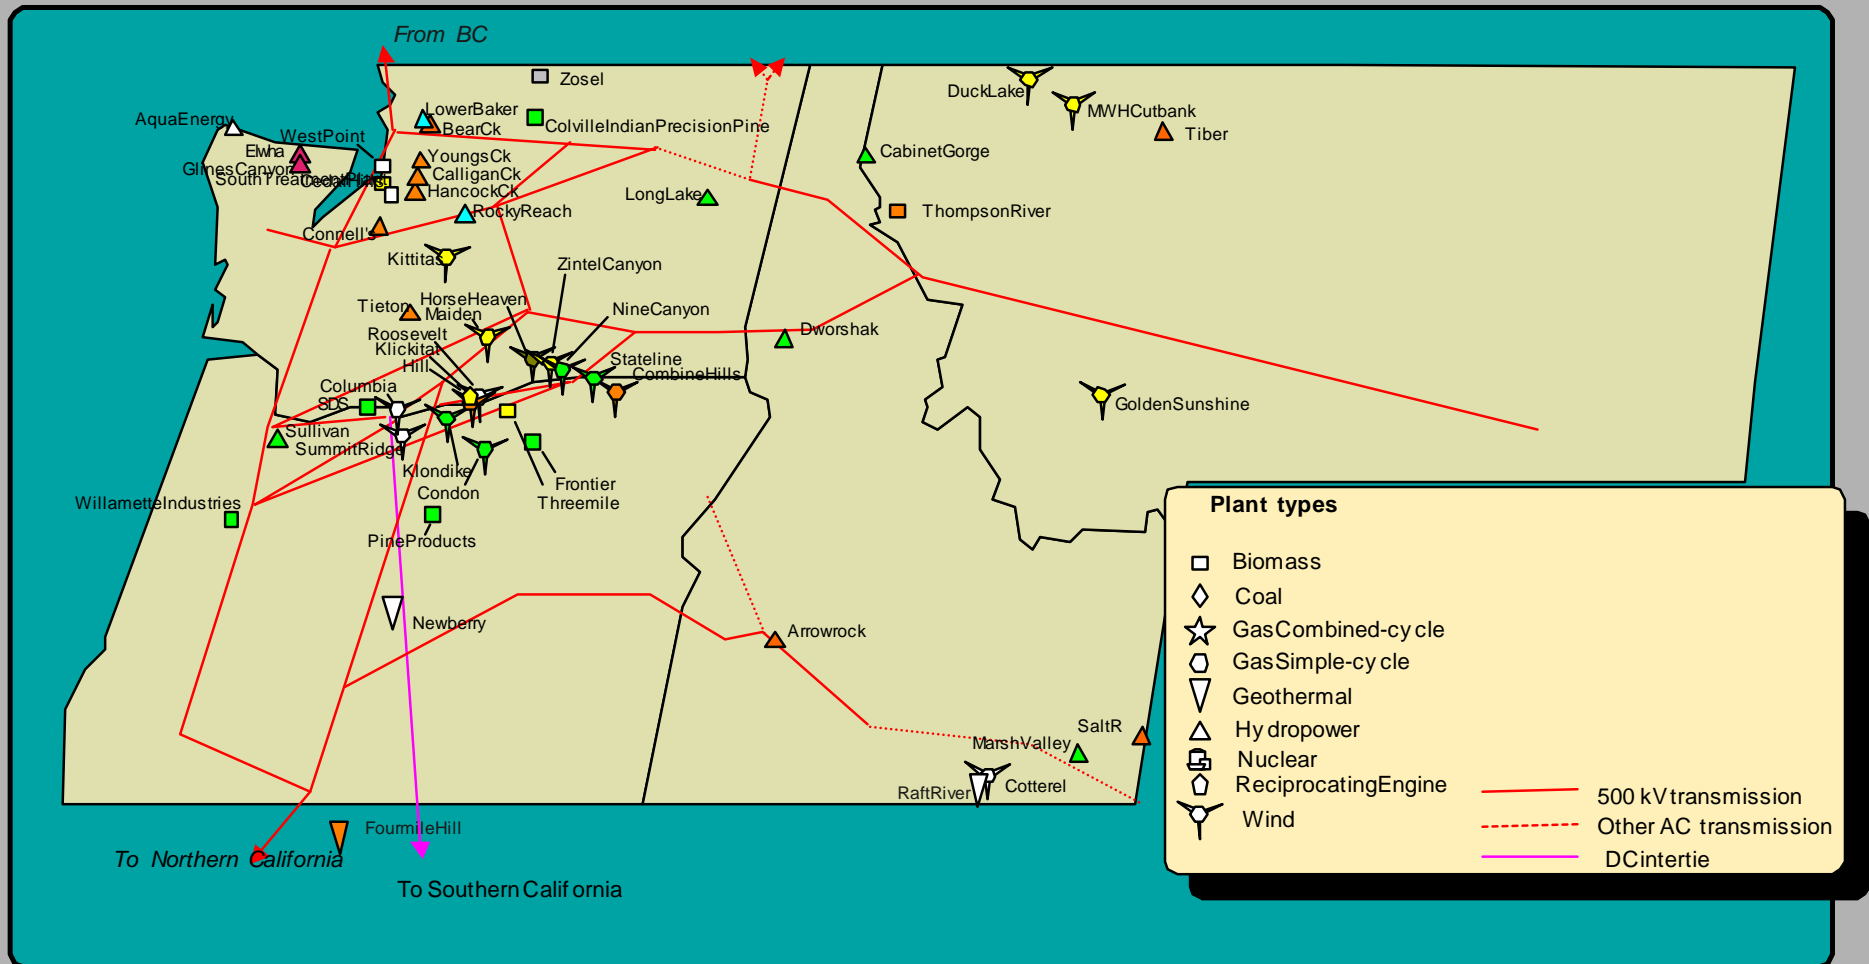 From BC
Zosel
DuckLake
MWHCutbank
AquaEnergy
LowerBaker
BearCk
ColvilleIndianPrecisionPine
Tiber
WestPoint
Elwha
GlinesCanyon
SouthTreatmentPlant
CedarHills
YoungsCk
CalliganCk
HancockCk
CabinetGorge
LongLake
ThompsonRiver
RockyReach
Connell's
Kittitas
ZintelCanyon
HorseHeaven
NineCanyon
Tieton
Maiden
Roosevelt
Klickitat
Hill
Dworshak
Stateline
CombineHills
Columbia
SDS
GoldenSunshine
Sullivan
SummitRidge
Klondike
Condon
Frontier
Threemile
WillametteIndustries
PineProducts
Newberry
Arrowrock
SaltR
MarshValley
RaftRiver
Cotterel
FourmileHill
To Northern California
To Southern California
Plant types
Biomass
Coal
GasCombined-cycle
GasSimple-cycle
Geothermal
Hydropower
Nuclear
ReciprocatingEngine
Wind
500 kVtransmission
Other AC transmission
DCintertie